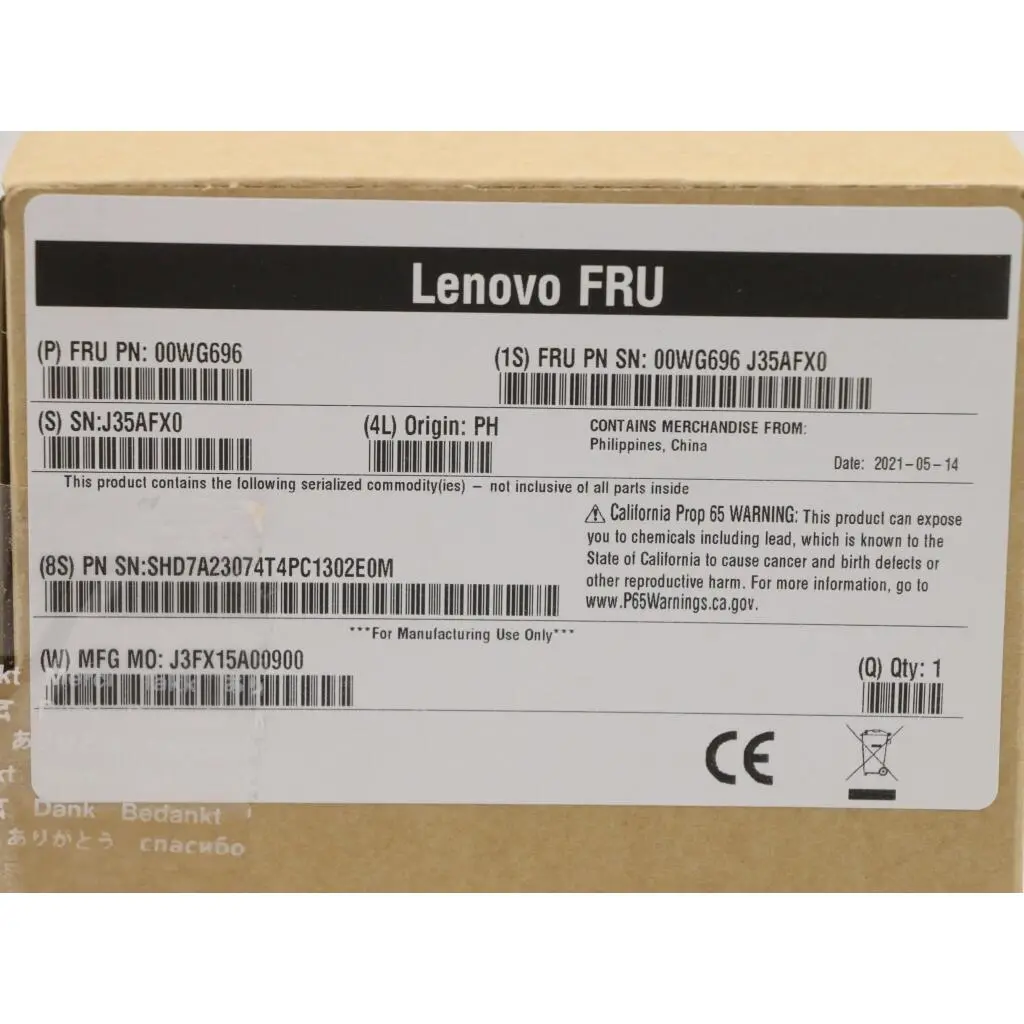 Lenovo FRU
(P) FRU PN: 00WG696
(1S) FRU PN SN: 00WG696 J35AFX0
(S) SN:J35AFX0
(4L) Origin: PH
CONTAINS MERCHANDISE FROM:
Philippines, China
Date: 2021-05-14
This product contains the following serialized commodity(ies) – not inclusive of all parts inside
⚠ California Prop 65 WARNING: This product can expose
you to chemicals including lead, which is known to the
State of California to cause cancer and birth defects or
other reproductive harm. For more information, go to
www.P65Warnings.ca.gov.
(8S) PN SN:SHD7A23074T4PC1302E0M
***For Manufacturing Use Only***
(W) MFG MO: J3FX15A00900
(Q) Qty: 1
CE
Dank Bedankt
ありがとう спасибо